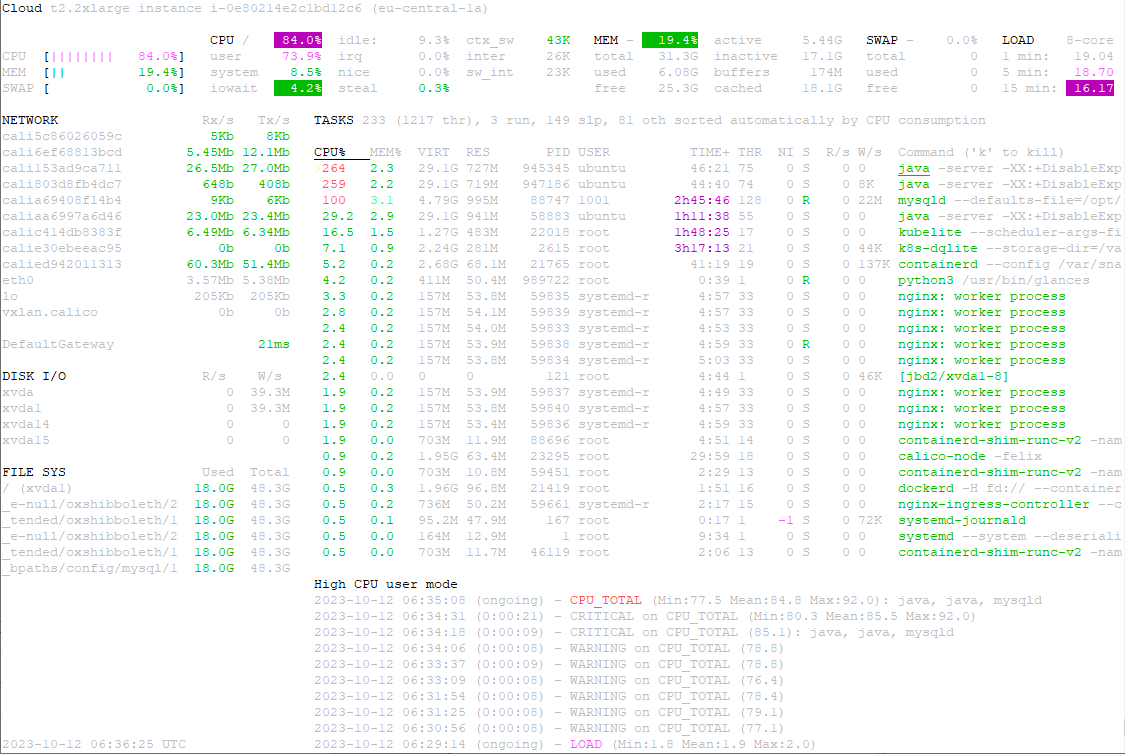 Cloud t2.2xlarge instance i-0e80214e2c1bd12c6 (eu-central-1a)
CPU / 84.0% idle: 9.3% ctx_sw 43K MEM - 19.4% active 5.44G SWAP - 0.0% LOAD 8-core
CPU [|||||||| 84.0%] user 73.9% irq 0.0% inter 26K total 31.3G inactive 17.1G total 0 1 min: 19.04
MEM [|| 19.4%] system 8.5% nice 0.0% sw_int 23K used 6.08G buffers 174M used 0 5 min: 18.70
SWAP [ 0.0%] iowait 4.2% steal 0.3% free 25.3G cached 18.1G free 0 15 min: 16.17
NETWORK Rx/s Tx/s TASKS 233 (1217 thr), 3 run, 149 slp, 81 oth sorted automatically by CPU consumption
cali5c86026059c 5Kb 8Kb
cali6ef68813bcd 5.45Mb 12.1Mb CPU% MEM% VIRT RES PID USER TIME+ THR NI S R/s W/s Command ('k' to kill)
cali153ad9ca711 26.5Mb 27.0Mb 264 2.3 29.1G 727M 945345 ubuntu 46:21 75 0 S 0 0 java -server -XX:+DisableExp
cali803d8fb4dc7 648b 408b 259 2.2 29.1G 719M 947186 ubuntu 44:40 74 0 S 0 8K java -server -XX:+DisableExp
calia69408f14b4 9Kb 6Kb 100 3.1 4.79G 995M 88747 1001 2h45:46 128 0 R 0 22M mysqld --defaults-file=/opt/
caliaa6997a6d46 23.0Mb 23.4Mb 29.2 2.9 29.1G 941M 58883 ubuntu 1h11:38 55 0 S 0 0 java -server -XX:+DisableExp
calic414db8383f 6.49Mb 6.34Mb 16.5 1.5 1.27G 483M 22018 root 1h48:25 17 0 S 0 0 kubelite --scheduler-args-fi
calie30ebeeac95 0b 0b 7.1 0.9 2.24G 281M 2615 root 3h17:13 21 0 S 0 44K k8s-dqlite --storage-dir=/va
calied942011313 60.3Mb 51.4Mb 5.2 0.2 2.68G 68.1M 21765 root 41:19 19 0 S 0 137K containerd --config /var/sna
eth0 3.57Mb 5.38Mb 4.2 0.2 411M 50.4M 989722 root 0:39 1 0 R 0 0 python3 /usr/bin/glances
lo 205Kb 205Kb 3.3 0.2 157M 53.8M 59835 systemd-r 4:57 33 0 S 0 0 nginx: worker process
vxlan.calico 0b 0b 2.8 0.2 157M 54.1M 59839 systemd-r 4:57 33 0 S 0 0 nginx: worker process
2.4 0.2 157M 54.0M 59833 systemd-r 4:53 33 0 S 0 0 nginx: worker process
DefaultGateway 21ms 2.4 0.2 157M 53.9M 59838 systemd-r 4:59 33 0 R 0 0 nginx: worker process
2.4 0.2 157M 53.8M 59834 systemd-r 5:03 33 0 S 0 0 nginx: worker process
DISK I/O R/s W/s 2.4 0.0 0 0 121 root 4:44 1 0 S 0 46K [jbd2/xvda1-8]
xvda 0 39.3M 1.9 0.2 157M 53.9M 59837 systemd-r 4:49 33 0 S 0 0 nginx: worker process
xvda1 0 39.3M 1.9 0.2 157M 53.8M 59840 systemd-r 4:57 33 0 S 0 0 nginx: worker process
xvda14 0 0 1.9 0.2 157M 53.4M 59836 systemd-r 4:59 33 0 S 0 0 nginx: worker process
xvda15 0 0 1.9 0.0 703M 11.9M 88696 root 4:51 14 0 S 0 0 containerd-shim-runc-v2 -nam
0.9 0.2 1.95G 63.4M 23295 root 29:59 18 0 S 0 0 calico-node -felix
FILE SYS Used Total 0.9 0.0 703M 10.8M 59451 root 2:29 13 0 S 0 0 containerd-shim-runc-v2 -nam
/ (xvda1) 18.0G 48.3G 0.5 0.3 1.96G 96.8M 21419 root 1:51 16 0 S 0 0 dockerd -H fd:// --container
_e-null/oxshibboleth/2 18.0G 48.3G 0.5 0.2 736M 50.2M 59661 systemd-r 2:17 15 0 S 0 0 nginx-ingress-controller --c
_tended/oxshibboleth/1 18.0G 48.3G 0.5 0.1 95.2M 47.9M 167 root 0:17 1 -1 S 0 72K systemd-journald
_e-null/oxshibboleth/2 18.0G 48.3G 0.5 0.0 164M 12.9M 1 root 9:34 1 0 S 0 0 systemd --system --deseriali
_tended/oxshibboleth/1 18.0G 48.3G 0.5 0.0 703M 11.7M 46119 root 2:06 13 0 S 0 0 containerd-shim-runc-v2 -nam
_bpaths/config/mysql/1 18.0G 48.3G
High CPU user mode
2023-10-12 06:35:08 (ongoing) - CPU_TOTAL (Min:77.5 Mean:84.8 Max:92.0): java, java, mysqld
2023-10-12 06:34:31 (0:00:21) - CRITICAL on CPU_TOTAL (Min:80.3 Mean:85.5 Max:92.0)
2023-10-12 06:34:18 (0:00:09) - CRITICAL on CPU_TOTAL (85.1): java, java, mysqld
2023-10-12 06:34:06 (0:00:08) - WARNING on CPU_TOTAL (78.8)
2023-10-12 06:33:37 (0:00:09) - WARNING on CPU_TOTAL (78.8)
2023-10-12 06:33:09 (0:00:08) - WARNING on CPU_TOTAL (76.4)
2023-10-12 06:31:54 (0:00:08) - WARNING on CPU_TOTAL (78.4)
2023-10-12 06:31:25 (0:00:08) - WARNING on CPU_TOTAL (79.1)
2023-10-12 06:30:56 (0:00:08) - WARNING on CPU_TOTAL (77.1)
2023-10-12 06:36:25 UTC 2023-10-12 06:29:14 (ongoing) - LOAD (Min:1.8 Mean:1.9 Max:2.0)